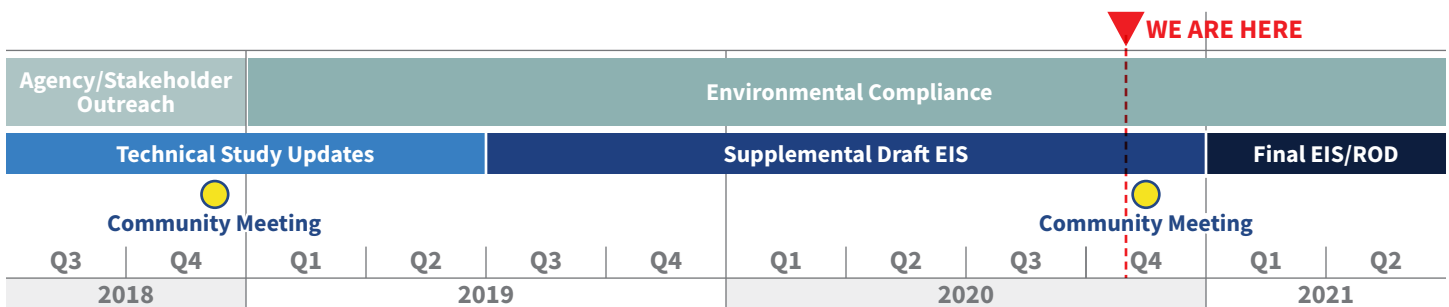 WE ARE HERE
Agency/Stakeholder
Outreach
Environmental Compliance
Technical Study Updates
Supplemental Draft EIS
Final EIS/ROD
Community Meeting
Community Meeting
Q3 Q4 Q1 Q2 Q3 Q4 Q1 Q2 Q3 Q4 Q1 Q2
2018 2019 2020 2021